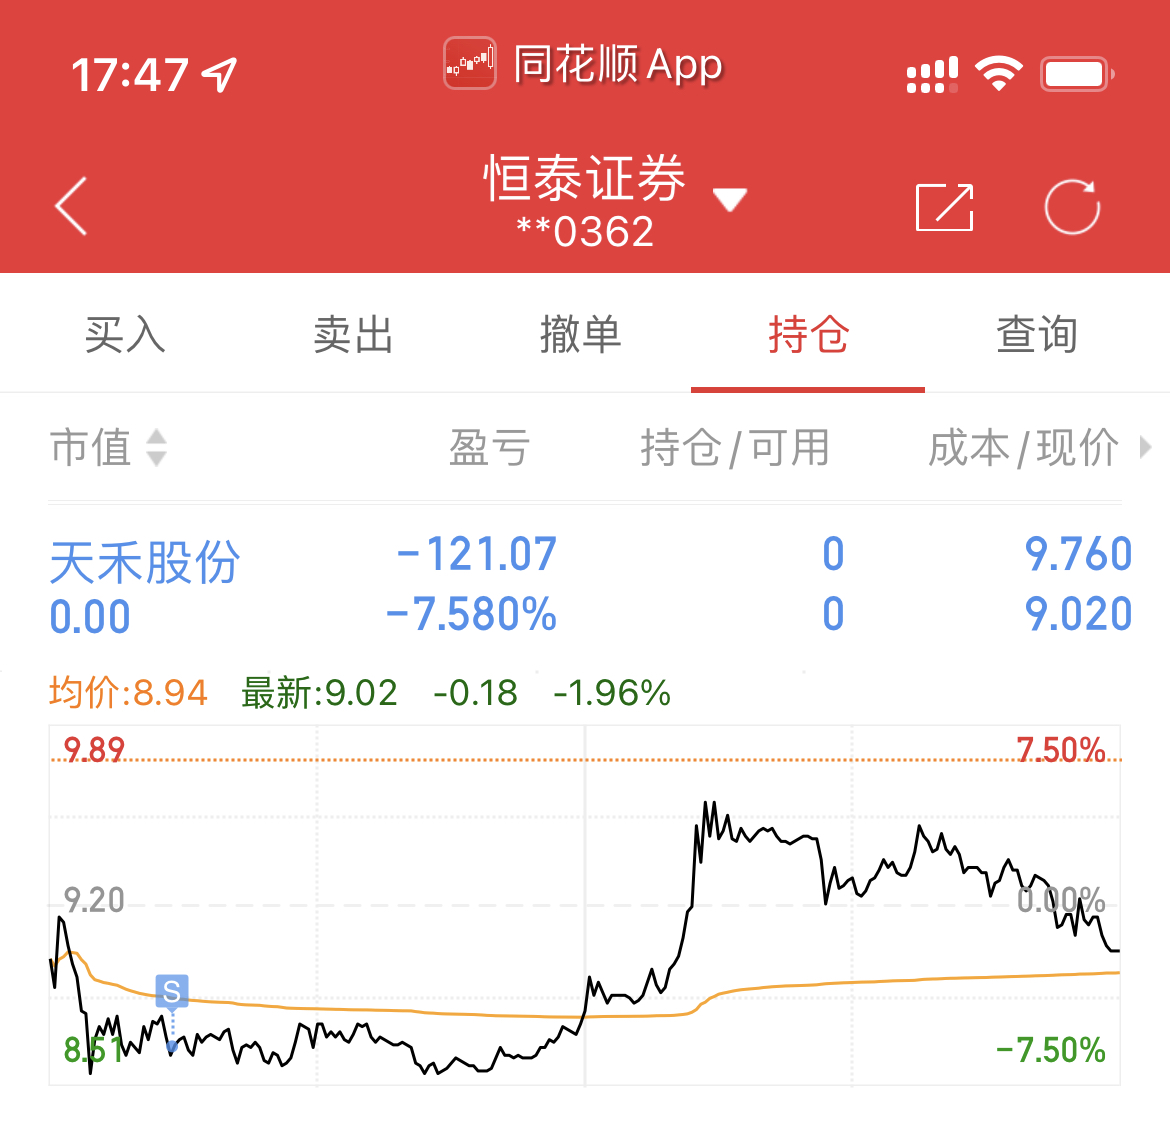 17:47 同花顺App
恒泰证券
**0362
买入 卖出 撤单 持仓 查询
市值 盈亏 持仓/可用 成本/现价
天禾股份 -121.07 0 9.760
0.00 -7.580% 0 9.020
均价:8.94 最新:9.02 -0.18 -1.96%
9.89 7.50%
9.20 0.00%
S
8.51 -7.50%